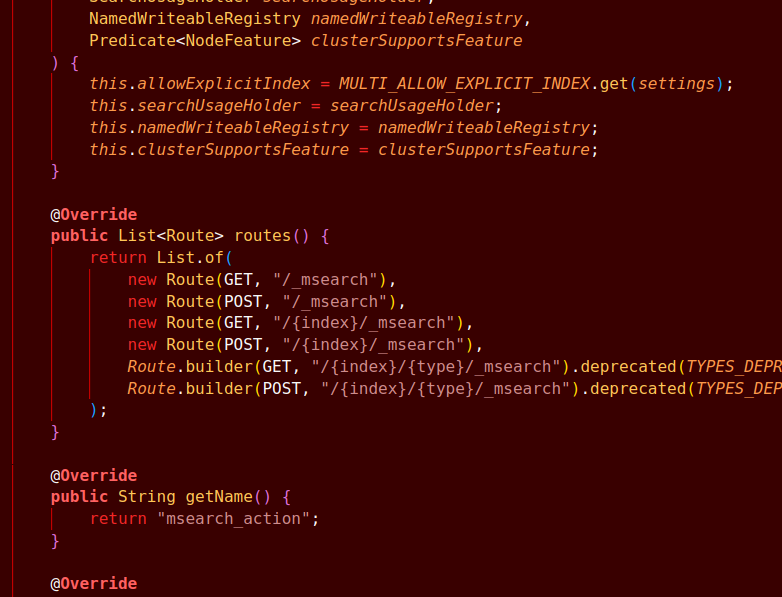 SearchUsageHolder searchUsageHolder,
NamedWriteableRegistry namedWriteableRegistry,
Predicate<NodeFeature> clusterSupportsFeature
) {
this.allowExplicitIndex = MULTI_ALLOW_EXPLICIT_INDEX.get(settings);
this.searchUsageHolder = searchUsageHolder;
this.namedWriteableRegistry = namedWriteableRegistry;
this.clusterSupportsFeature = clusterSupportsFeature;
}
@Override
public List<Route> routes() {
return List.of(
new Route(GET, "/_msearch"),
new Route(POST, "/_msearch"),
new Route(GET, "/{index}/_msearch"),
new Route(POST, "/{index}/_msearch"),
Route.builder(GET, "/{index}/{type}/_msearch").deprecated(TYPES_DEPR
Route.builder(POST, "/{index}/{type}/_msearch").deprecated(TYPES_DEP
);
}
@Override
public String getName() {
return "msearch_action";
}
@Override